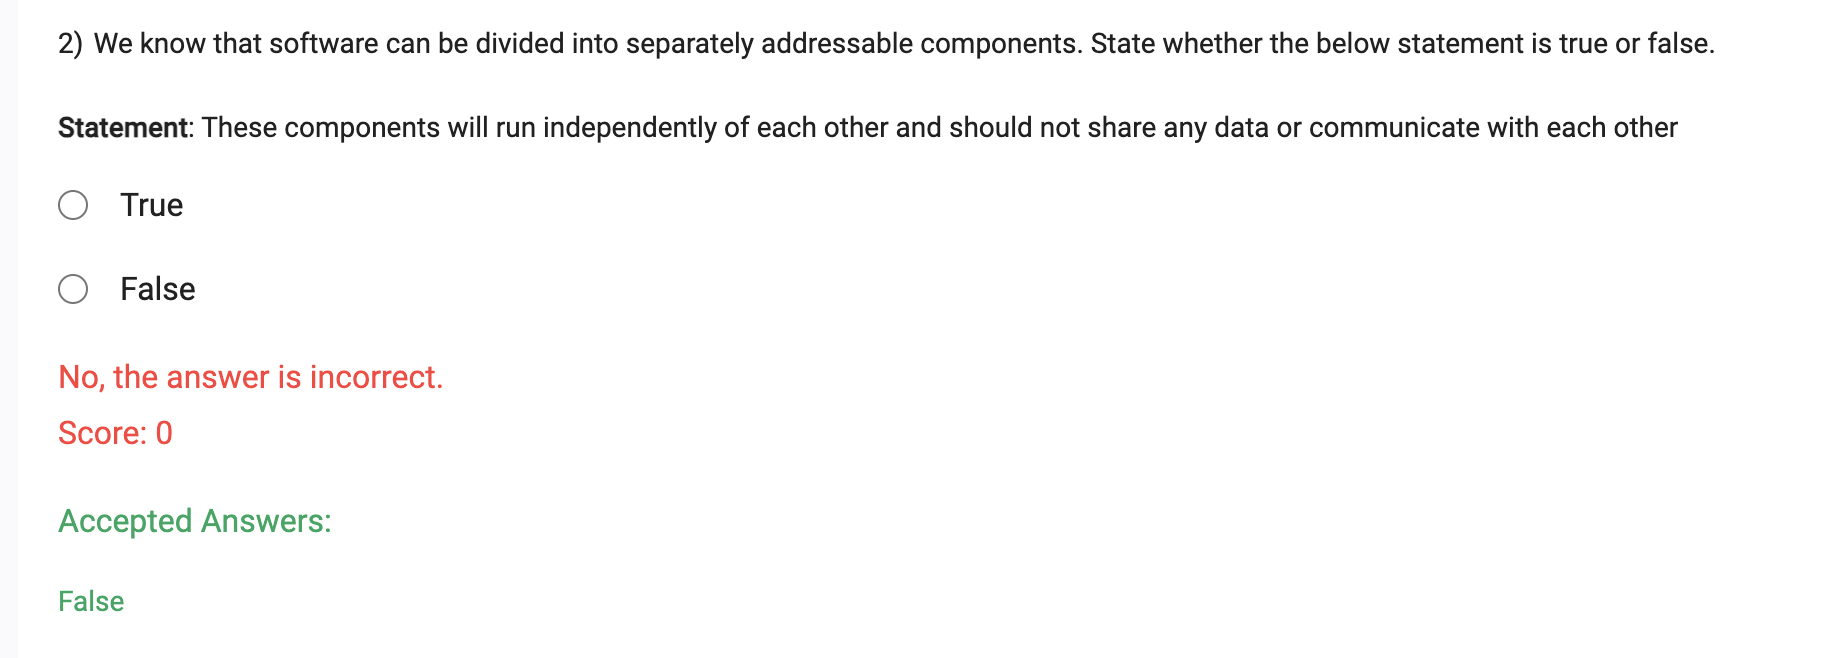 2) We know that software can be divided into separately addressable components. State whether the below statement is true or false.
Statement: These components will run independently of each other and should not share any data or communicate with each other
True
False
No, the answer is incorrect.
Score: 0
Accepted Answers:
False